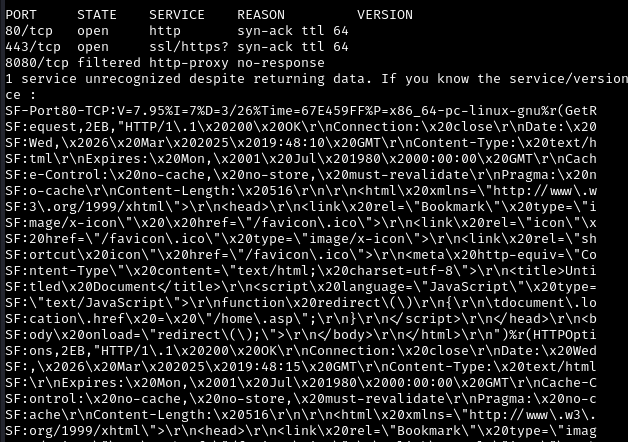 PORT     STATE    SERVICE    REASON         VERSION
80/tcp   open     http       syn-ack ttl 64
443/tcp  open     ssl/https? syn-ack ttl 64
8080/tcp filtered http-proxy no-response
1 service unrecognized despite returning data. If you know the service/version
ce :
SF-Port80-TCP:V=7.95%I=7%D=3/26%Time=67E459FF%P=x86_64-pc-linux-gnu%r(GetR
SF:equest,2EB,"HTTP/1\.1\x20200\x20OK\r\nConnection:\x20close\r\nDate:\x20
SF:Wed,\x2026\x20Mar\x202025\x2019:48:10\x20GMT\r\nContent-Type:\x20text/h
SF:tml\r\nExpires:\x20Mon,\x2001\x20Jul\x201980\x2000:00:00\x20GMT\r\nCach
SF:e-Control:\x20no-cache,\x20no-store,\x20must-revalidate\r\nPragma:\x20n
SF:o-cache\r\nContent-Length:\x20516\r\n\r\n<html\x20xmlns=\"http://www\.w
SF:3\.org/1999/xhtml\">\r\n<head>\r\n<link\x20rel=\"Bookmark\"\x20type=\"i
SF:mage/x-icon\"\x20\x20href=\"/favicon\.ico\">\r\n<link\x20rel=\"icon\"\x
SF:20href=\"/favicon\.ico\"\x20type=\"image/x-icon\">\r\n<link\x20rel=\"sh
SF:ortcut\x20icon\"\x20href=\"/favicon\.ico\">\r\n<meta\x20http-equiv=\"Co
SF:ntent-Type\"\x20content=\"text/html;\x20charset=utf-8\">\r\n<title>Unti
SF:tled\x20Document</title>\r\n<script\x20language=\"JavaScript\"\x20type=
SF:\"text/JavaScript\">\r\nfunction\x20redirect\(\)\r\n{\r\n\tdocument\.lo
SF:cation\.href\x20=\x20\"/home\.asp\";\r\n}\r\n</script>\r\n</head>\r\n<b
SF:ody\x20onload=\"redirect\(\);\">\r\n</body>\r\n</html>\r\n")%r(HTTPOpti
SF:ons,2EB,"HTTP/1\.1\x20200\x20OK\r\nConnection:\x20close\r\nDate:\x20Wed
SF:,\x2026\x20Mar\x202025\x2019:48:15\x20GMT\r\nContent-Type:\x20text/html
SF:\r\nExpires:\x20Mon,\x2001\x20Jul\x201980\x2000:00:00\x20GMT\r\nCache-C
SF:ontrol:\x20no-cache,\x20no-store,\x20must-revalidate\r\nPragma:\x20no-c
SF:ache\r\nContent-Length:\x20516\r\n\r\n<html\x20xmlns=\"http://www\.w3\.
SF:org/1999/xhtml\">\r\n<head>\r\n<link\x20rel=\"Bookmark\"\x20type=\"imag